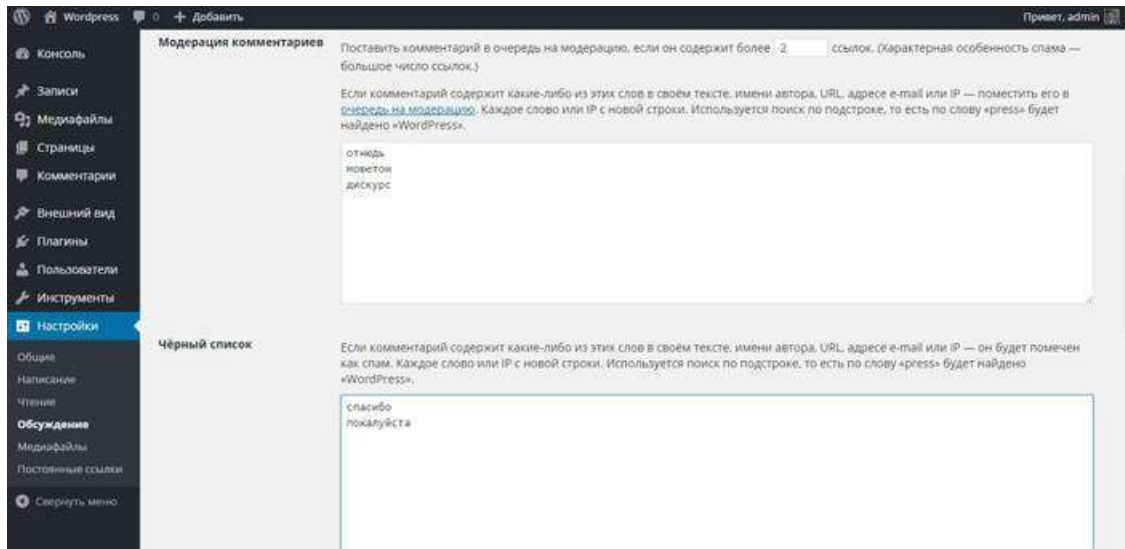 Wordpress 0 + Добавить Привет, admin
Консоль
Записи
Медиафайлы
Страницы
Комментарии
Внешний вид
Плагины
Пользователи
Инструменты
Настройки
Общие
Написание
Чтение
Обсуждение
Медиафайлы
Постоянные ссылки
Свернуть меню
Модерация комментариев
Поставить комментарий в очередь на модерацию, если он содержит более 2 ссылок. (Характерная особенность спама —
большое число ссылок.)
Если комментарий содержит какие-либо из этих слов в своём тексте, имени автора, URL, адресе e-mail или IP — поместить его в
очередь на модерацию. Каждое слово или IP с новой строки. Используется поиск по подстроке, то есть по слову «press» будет
найдено «WordPress».
отнюдь
моветон
дискурс
Чёрный список
Если комментарий содержит какие-либо из этих слов в своём тексте, имени автора, URL, адресе e-mail или IP — он будет помечен
как спам. Каждое слово или IP с новой строки. Используется поиск по подстроке, то есть по слову «press» будет найдено
«WordPress».
спасибо
пожалуйста